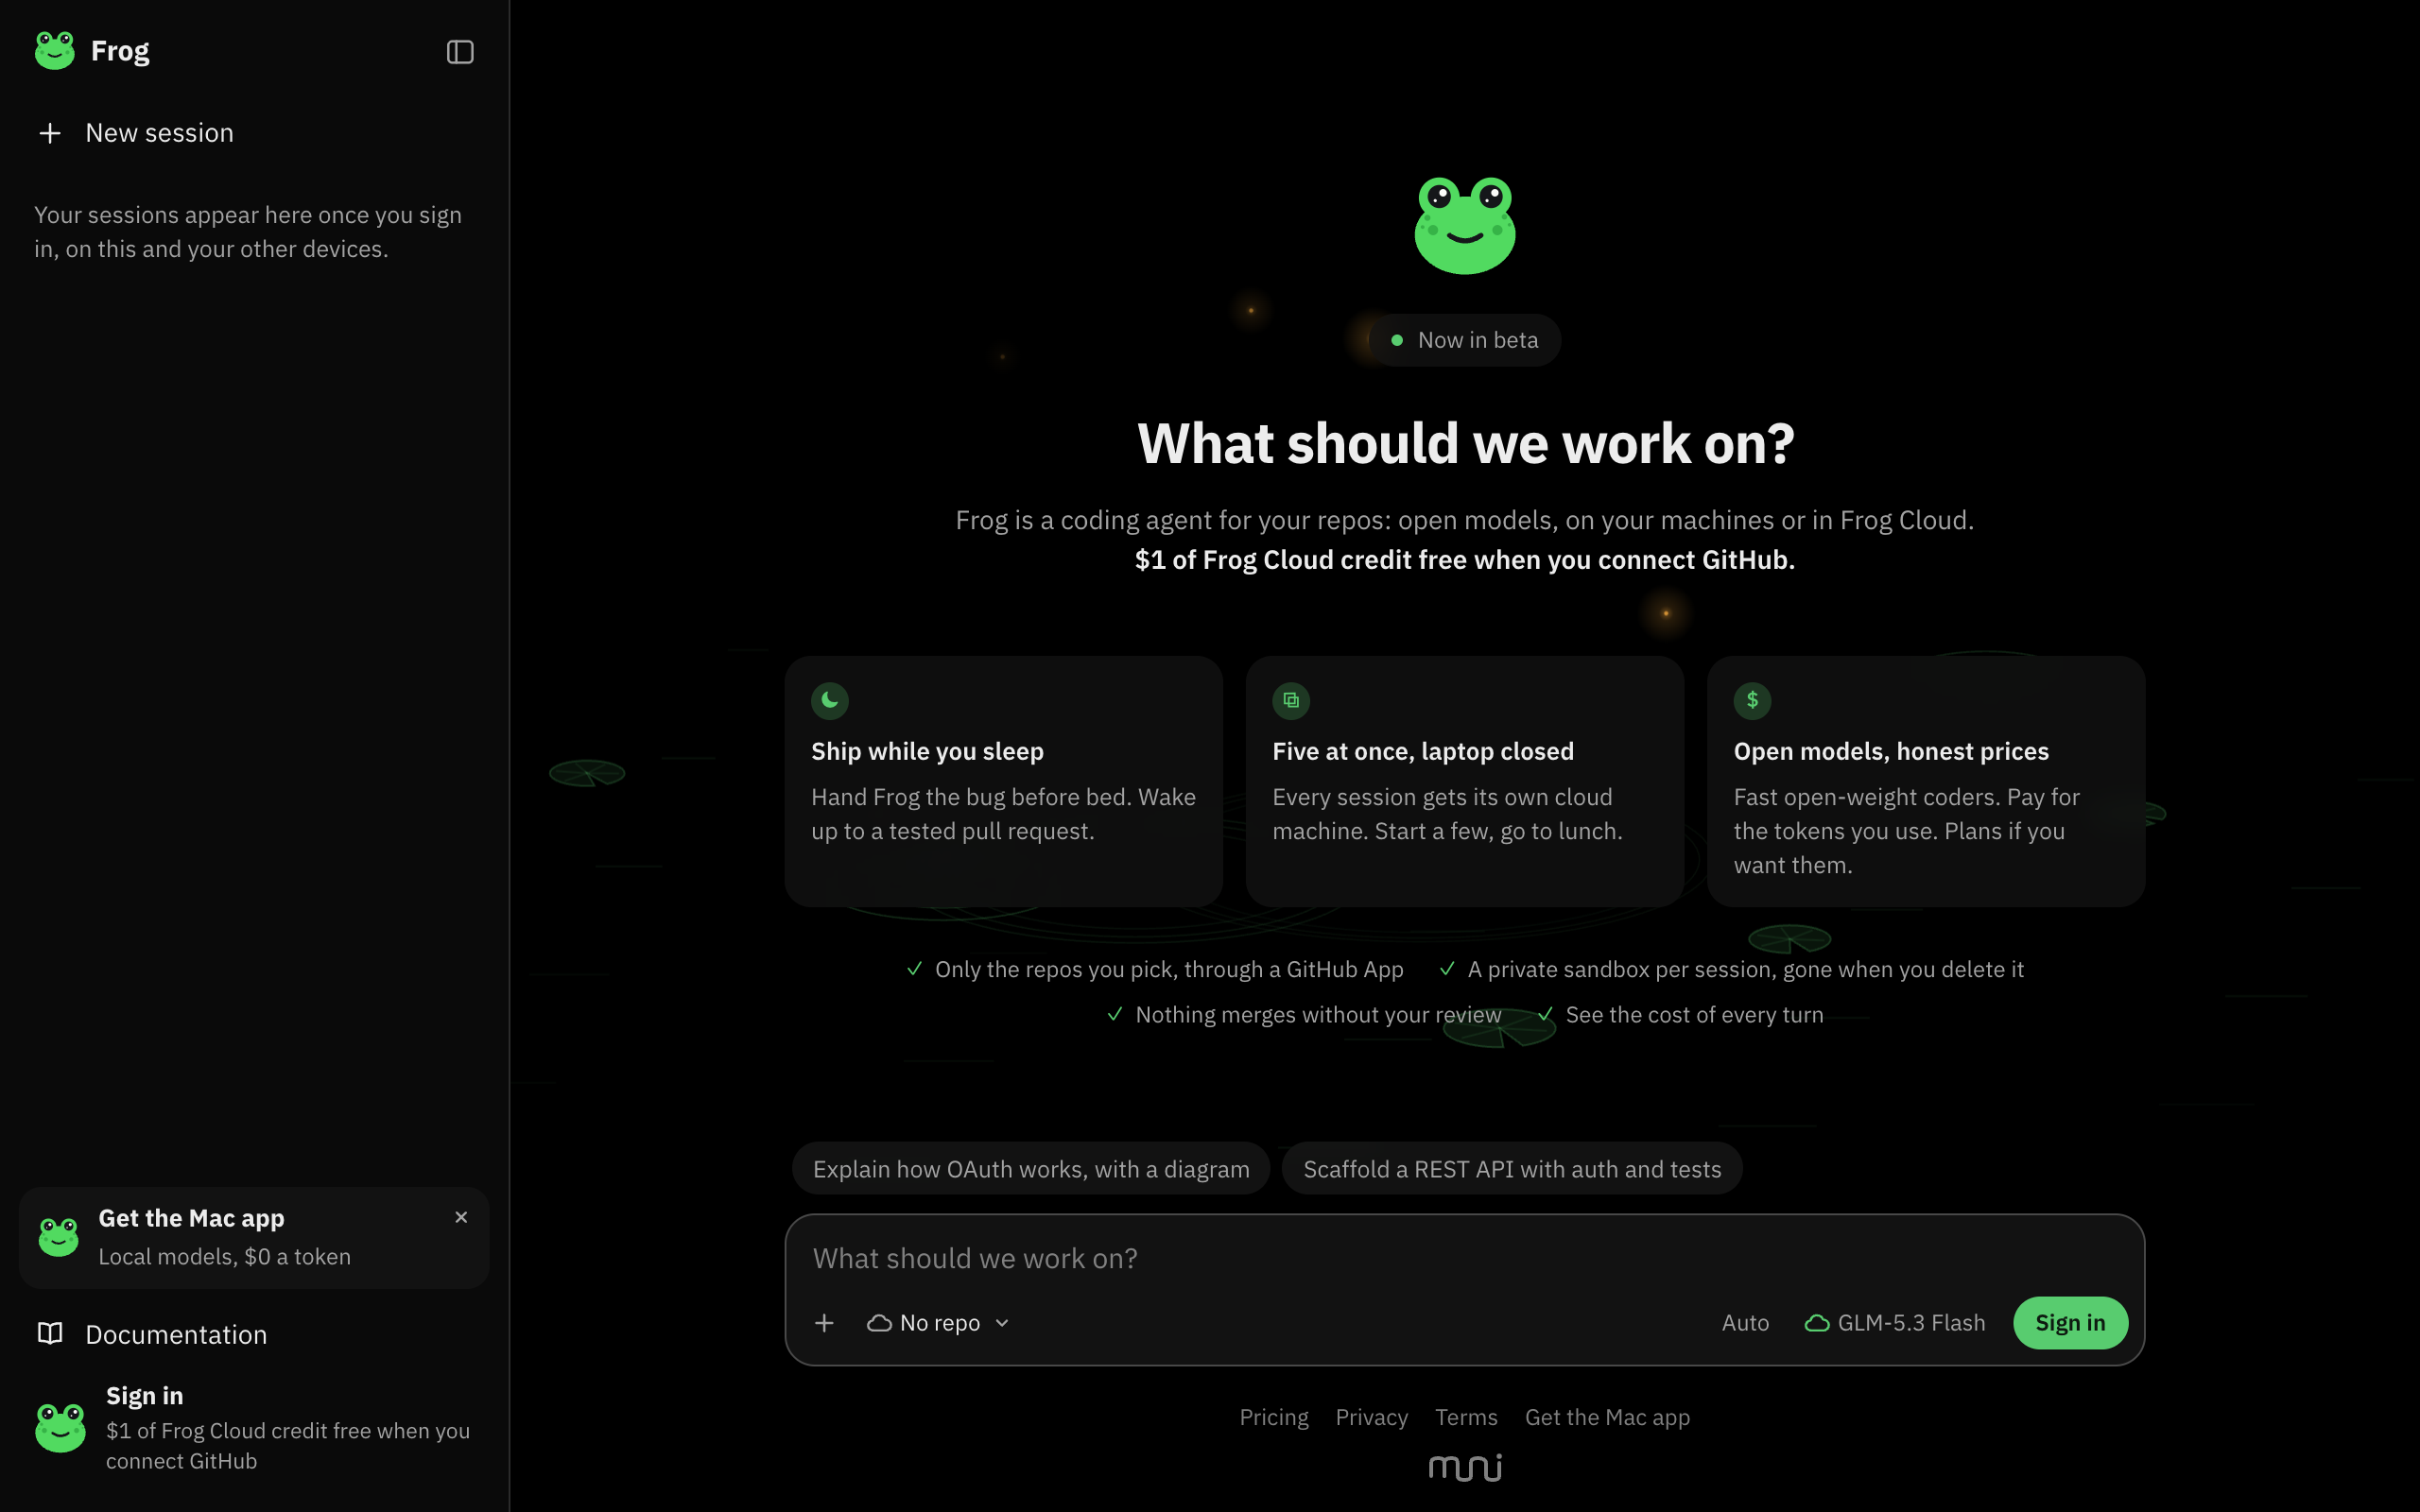 Frog
New session
Your sessions appear here once you sign
in, on this and your other devices.
Get the Mac app
Local models, $0 a token
Documentation
Sign in
$1 of Frog Cloud credit free when you
connect GitHub
Now in beta
What should we work on?
Frog is a coding agent for your repos: open models, on your machines or in Frog Cloud.
$1 of Frog Cloud credit free when you connect GitHub.
Ship while you sleep
Hand Frog the bug before bed. Wake
up to a tested pull request.
Five at once, laptop closed
Every session gets its own cloud
machine. Start a few, go to lunch.
$
Open models, honest prices
Fast open-weight coders. Pay for
the tokens you use. Plans if you
want them.
Only the repos you pick, through a GitHub App
A private sandbox per session, gone when you delete it
Nothing merges without your review
See the cost of every turn
Explain how OAuth works, with a diagram
Scaffold a REST API with auth and tests
What should we work on?
No repo
Auto
GLM-5.3 Flash
Sign in
Pricing
Privacy
Terms
Get the Mac app
muni